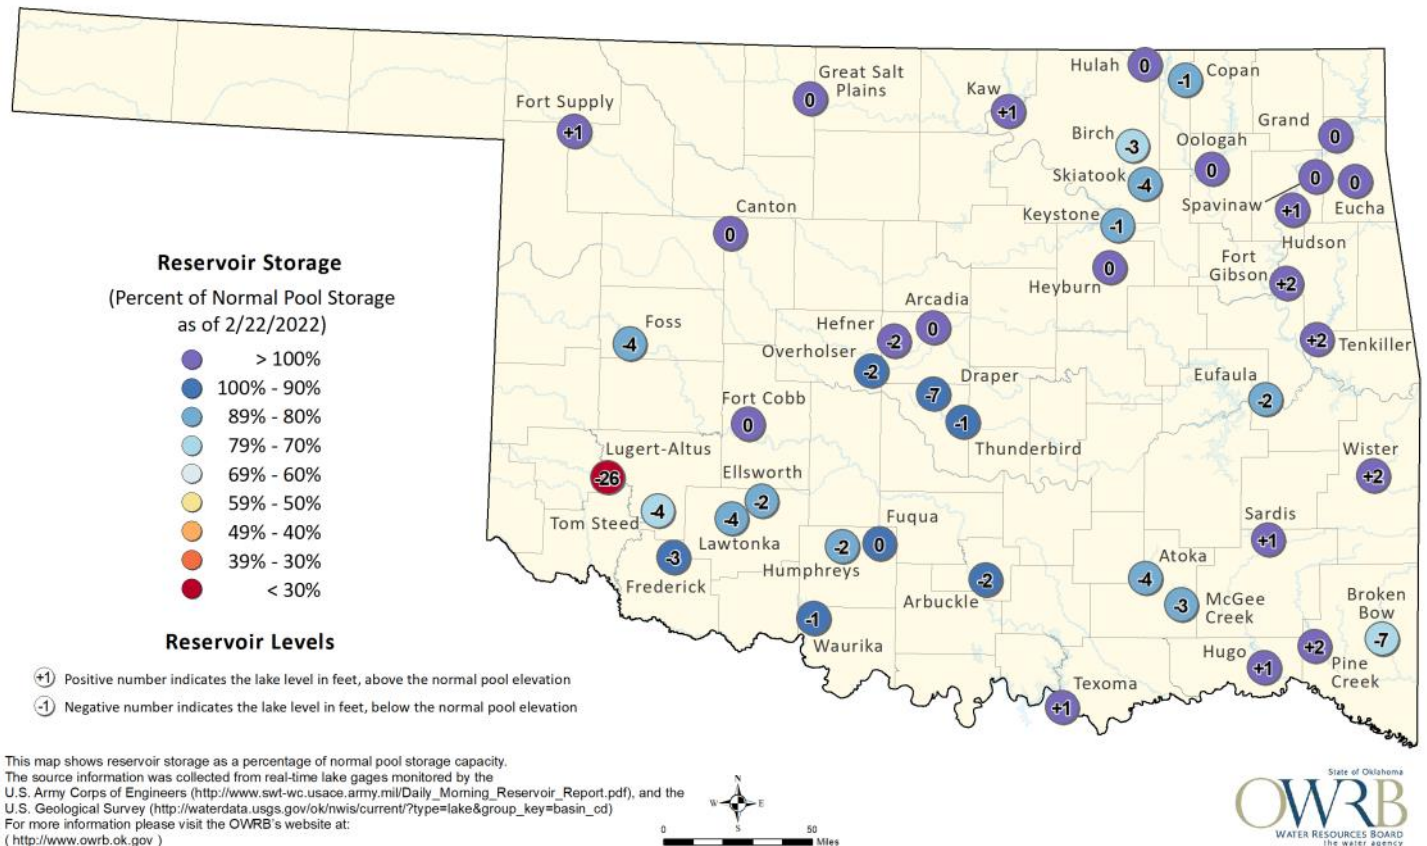 Hulah
0
-1
Copan
Great Salt
Plains
0
Kaw
+1
Fort Supply
+1
Grand
0
Birch
-3
Oologah
0
Skiatook
-4
0
0
Spavinaw
Eucha
+1
Hudson
Canton
0
Keystone
-1
Heyburn
0
Fort
Gibson
+2
Arcadia
0
Hefner
-2
Overholser
-2
Foss
-4
+2
Tenkiller
Draper
-7
Eufaula
-2
Fort Cobb
0
-1
Thunderbird
Lugert-Altus
-26
Wister
+2
Ellsworth
-2
Tom Steed
-4
-4
Lawtonka
Fuqua
0
-2
Humphreys
Sardis
+1
-3
Frederick
Arbuckle
-2
Atoka
-4
-3
McGee
Creek
Broken
Bow
-7
-1
Waurika
Hugo
+1
+2
Pine
Creek
Texoma
+1
Reservoir Storage
(Percent of Normal Pool Storage
as of 2/22/2022)
> 100%
100% - 90%
89% - 80%
79% - 70%
69% - 60%
59% - 50%
49% - 40%
39% - 30%
< 30%
Reservoir Levels
+1 Positive number indicates the lake level in feet, above the normal pool elevation
-1 Negative number indicates the lake level in feet, below the normal pool elevation
This map shows reservoir storage as a percentage of normal pool storage capacity.
The source information was collected from real-time lake gages monitored by the
U.S. Army Corps of Engineers (http://www.swt-wc.usace.army.mil/Daily_Morning_Reservoir_Report.pdf), and the
U.S. Geological Survey (http://waterdata.usgs.gov/ok/nwis/current/?type=lake&group_key=basin_cd)
For more information please visit the OWRB's website at:
( http://www.owrb.ok.gov )
N
W E
S
0 50
Miles
State of Oklahoma
OWRB
WATER RESOURCES BOARD
the water agency